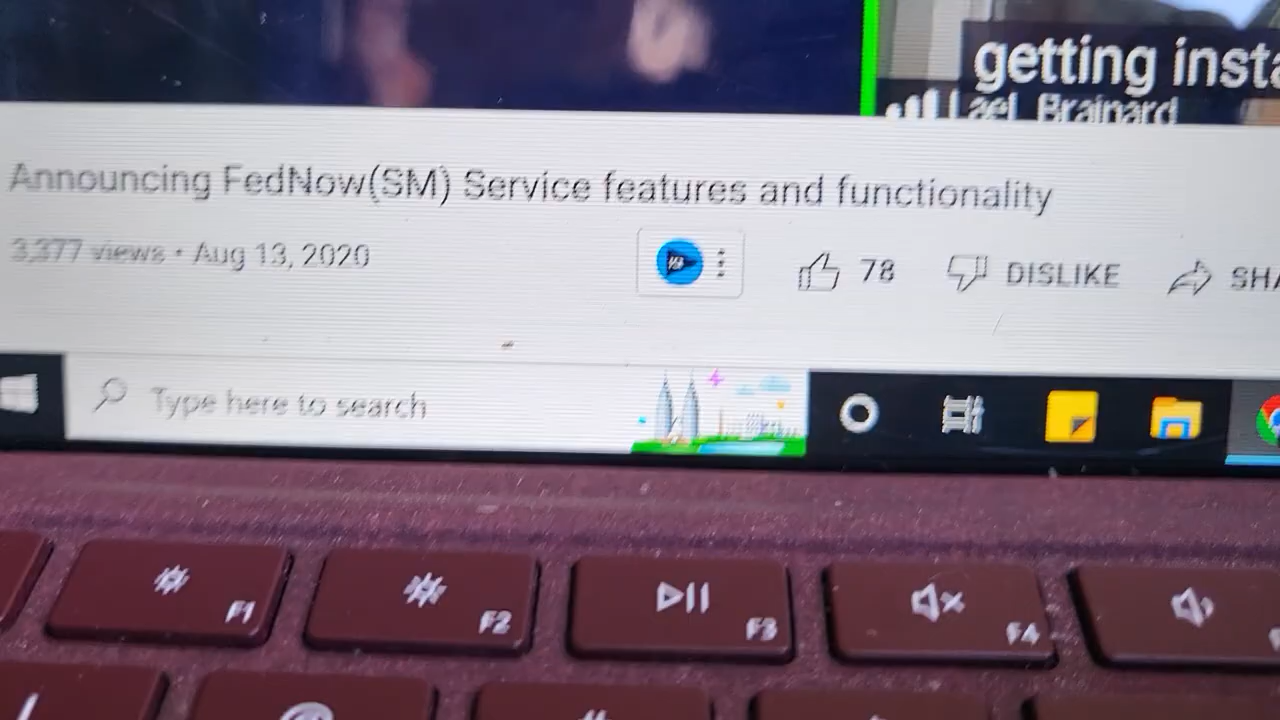 getting insta
Lael Brainard
Announcing FedNow(SM) Service features and functionality
3,377 views • Aug 13, 2020
78
DISLIKE
SHA
Type here to search
F1
F2
F3
F4